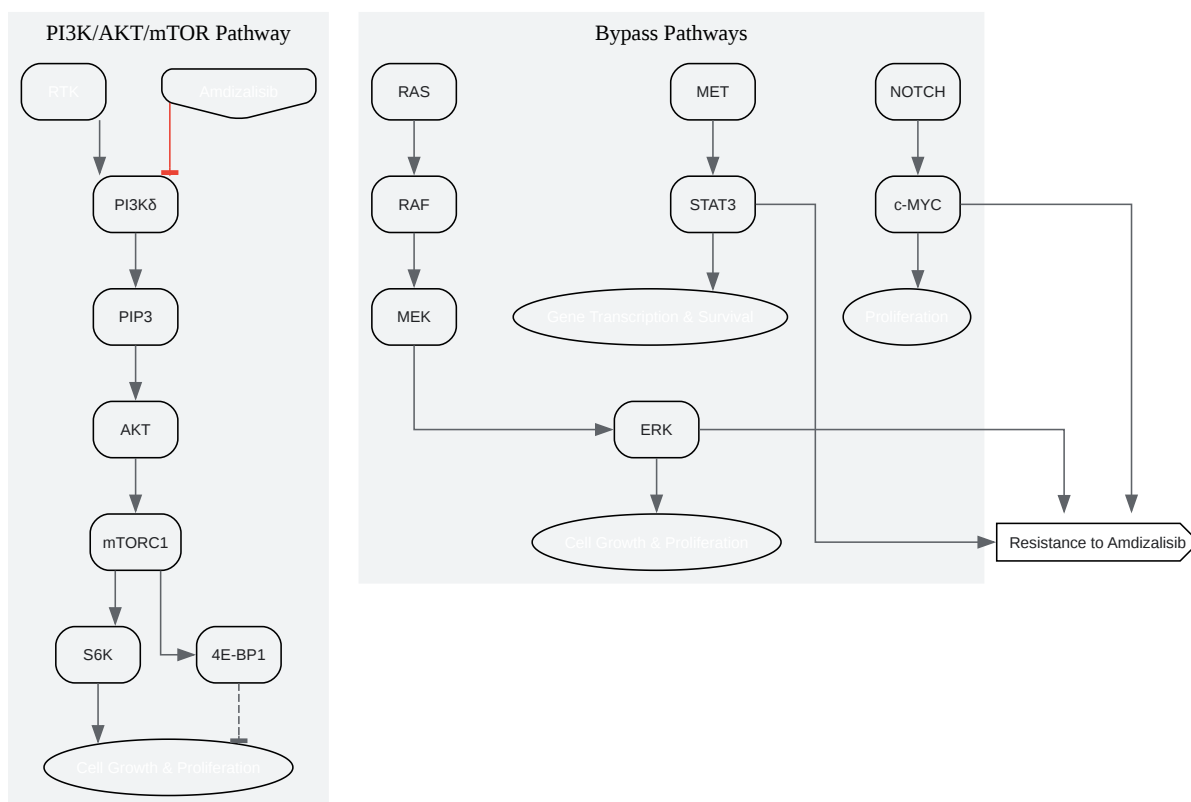 PI3K/AKT/mTOR Pathway
RTK
Amdizalisib
PI3Kδ
PIP3
AKT
mTORC1
S6K
4E-BP1
Cell Growth & Proliferation
Bypass Pathways
RAS
MET
NOTCH
RAF
STAT3
c-MYC
MEK
Gene Transcription & Survival
Proliferation
ERK
Cell Growth & Proliferation
Resistance to Amdizalisib